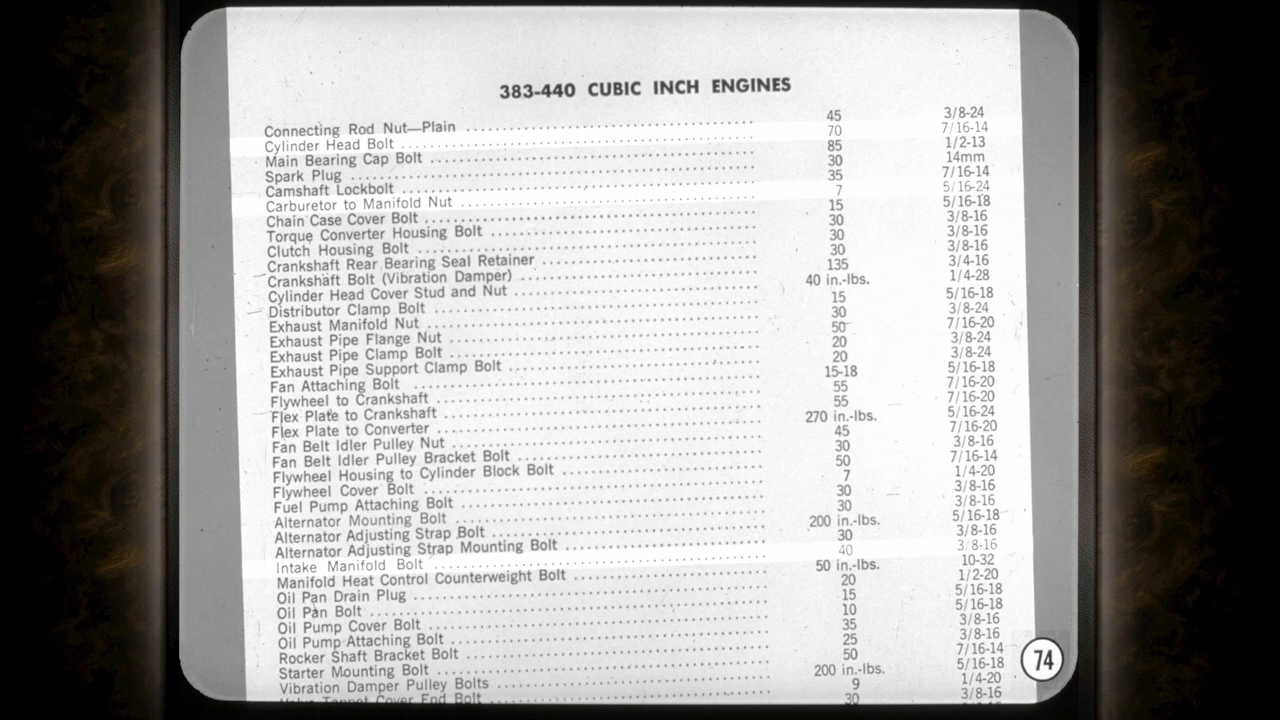 383-440 CUBIC INCH ENGINES
Connecting Rod Nut—Plain 45 3/8-24
Cylinder Head Bolt 70 7/16-14
Main Bearing Cap Bolt 85 1/2-13
Spark Plug 30 14mm
Camshaft Lockbolt 35 7/16-14
Carburetor to Manifold Nut 7 5/16-24
Chain Case Cover Bolt 15 5/16-18
Torque Converter Housing Bolt 30 3/8-16
Clutch Housing Bolt 30 3/8-16
Crankshaft Rear Bearing Seal Retainer 30 3/8-16
Crankshaft Bolt (Vibration Damper) 135 3/4-16
Cylinder Head Cover Stud and Nut 40 in.-lbs. 1/4-28
Distributor Clamp Bolt 15 5/16-18
Exhaust Manifold Nut 30 3/8-24
Exhaust Pipe Flange Nut 50 7/16-20
Exhaust Pipe Clamp Bolt 20 3/8-24
Exhaust Pipe Support Clamp Bolt 20 3/8-24
Fan Attaching Bolt 15-18 5/16-18
Flywheel to Crankshaft 55 7/16-20
Flex Plate to Crankshaft 55 7/16-20
Flex Plate to Converter 270 in.-lbs. 5/16-24
Fan Belt Idler Pulley Nut 45 7/16-20
Fan Belt Idler Pulley Bracket Bolt 30 3/8-16
Flywheel Housing to Cylinder Block Bolt 50 7/16-14
Flywheel Cover Bolt 7 1/4-20
Fuel Pump Attaching Bolt 30 3/8-16
Alternator Mounting Bolt 30 3/8-16
Alternator Adjusting Strap Bolt 200 in.-lbs. 5/16-18
Alternator Adjusting Strap Mounting Bolt 30 3/8-16
Intake Manifold Bolt 40 3/8-16
Manifold Heat Control Counterweight Bolt 50 in.-lbs. 10-32
Oil Pan Drain Plug 20 1/2-20
Oil Pan Bolt 15 5/16-18
Oil Pump Cover Bolt 10 5/16-18
Oil Pump Attaching Bolt 35 3/8-16
Rocker Shaft Bracket Bolt 25 3/8-16
Starter Mounting Bolt 50 7/16-14
Vibration Damper Pulley Bolts 200 in.-lbs. 5/16-18
Tappet Cover End Bolt 9 1/4-20
30 3/8-16
74